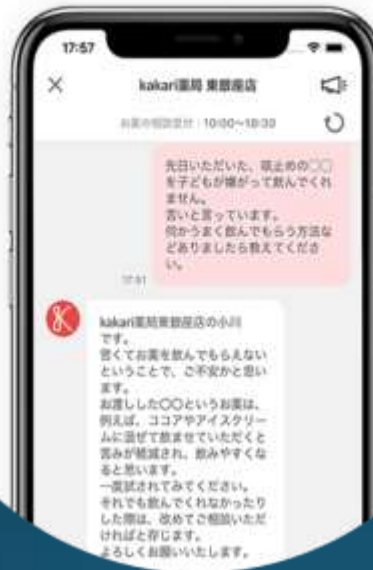 17:57
kakari薬局 東銀座店
お薬の相談受付:10:00〜18:30
先日いただいた、咳止めの〇〇
を子どもが嫌がって飲んでくれ
ません。
苦いと言っています。
何かうまく飲んでもらう方法な
どありましたら教えてくださ
い。
17:51
kakari薬局東銀座店の小川
です。
苦くてお薬を飲んでもらえない
ということで、ご不安かと思い
ます。
お渡しした〇〇というお薬は、
例えば、ココアやアイスクリー
ムに混ぜて飲ませていただくと
苦みが軽減され、飲みやすくな
ると思います。
一度試されてみてください。
それでも飲んでくれなかったり
した際は、改めてご相談いただ
ければと存じます。
よろしくお願いいたします。